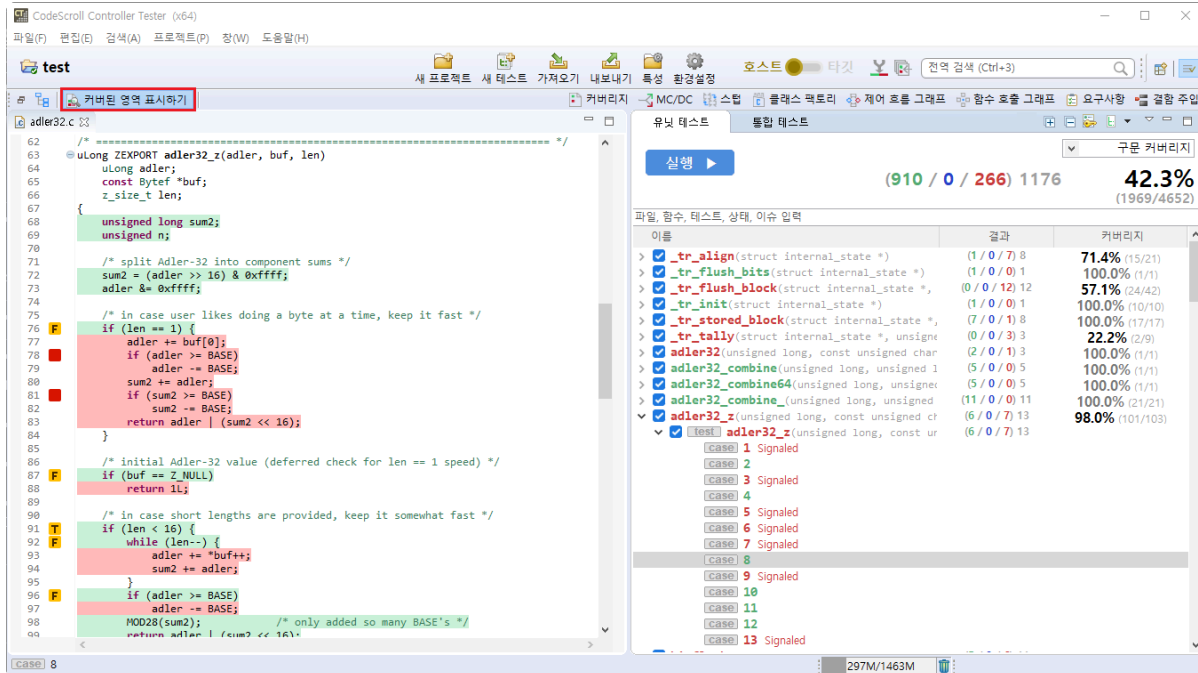 CodeScroll Controller Tester (x64)
파일(F) 편집(E) 검색(A) 프로젝트(P) 창(W) 도움말(H)
test
새 프로젝트 새 테스트 가져오기 내보내기 특성 환경설정
호스트 타깃
전역 검색 (Ctrl+3)
커버된 영역 표시하기
커버리지 MC/DC 스텁 클래스 팩토리 제어 흐름 그래프 함수 호출 그래프 요구사항 결함 주입
adler32.c
62 /* ======================================================================== */
63 uLong ZEXPORT adler32_z(adler, buf, len)
64 uLong adler;
65 const Bytef *buf;
66 z_size_t len;
67 {
68 unsigned long sum2;
69 unsigned n;
70
71 /* split Adler-32 into component sums */
72 sum2 = (adler >> 16) & 0xffff;
73 adler &= 0xffff;
74
75 /* in case user likes doing a byte at a time, keep it fast */
76 F if (len == 1) {
77 adler += buf[0];
78 if (adler >= BASE)
79 adler -= BASE;
80 sum2 += adler;
81 if (sum2 >= BASE)
82 sum2 -= BASE;
83 return adler | (sum2 << 16);
84 }
85
86 /* initial Adler-32 value (deferred check for len == 1 speed) */
87 F if (buf == Z_NULL)
88 return 1L;
89
90 /* in case short lengths are provided, keep it somewhat fast */
91 T if (len < 16) {
92 F while (len--) {
93 adler += *buf++;
94 sum2 += adler;
95 }
96 F if (adler >= BASE)
97 adler -= BASE;
98 MOD28(sum2); /* only added so many BASE's */
99 return adler | (sum2 << 16);
유닛 테스트 통합 테스트
구문 커버리지
실행
(910 / 0 / 266) 1176
42.3%
(1969/4652)
파일, 함수, 테스트, 상태, 이슈 입력
이름 결과 커버리지
_tr_align(struct internal_state *) (1 / 0 / 7) 8 71.4% (15/21)
_tr_flush_bits(struct internal_state *) (1 / 0 / 0) 1 100.0% (1/1)
_tr_flush_block(struct internal_state *, (0 / 0 / 12) 12 57.1% (24/42)
_tr_init(struct internal_state *) (1 / 0 / 0) 1 100.0% (10/10)
_tr_stored_block(struct internal_state *, (7 / 0 / 1) 8 100.0% (17/17)
_tr_tally(struct internal_state *, unsigne (0 / 0 / 3) 3 22.2% (2/9)
adler32(unsigned long, const unsigned char (2 / 0 / 1) 3 100.0% (1/1)
adler32_combine(unsigned long, unsigned l (5 / 0 / 0) 5 100.0% (1/1)
adler32_combine64(unsigned long, unsigned (5 / 0 / 0) 5 100.0% (1/1)
adler32_combine_(unsigned long, unsigned (11 / 0 / 0) 11 100.0% (21/21)
adler32_z(unsigned long, const unsigned ch (6 / 0 / 7) 13 98.0% (101/103)
test adler32_z(unsigned long, const un (6 / 0 / 7) 13
case 1 Signaled
case 2
case 3 Signaled
case 4
case 5 Signaled
case 6 Signaled
case 7 Signaled
case 8
case 9 Signaled
case 10
case 11
case 12
case 13 Signaled
case 8
297M/1463M